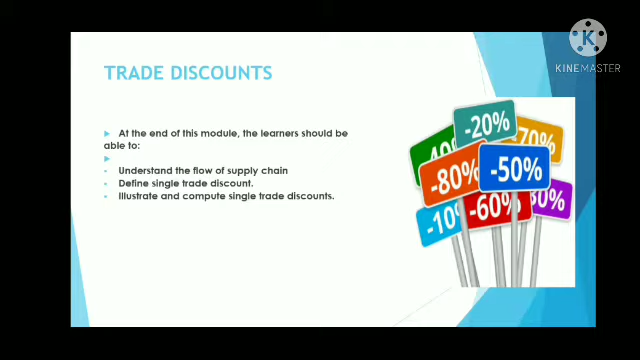 K
KINEMASTER
TRADE DISCOUNTS
At the end of this module, the learners should be
able to:
Understand the flow of supply chain
Define single trade discount.
Illustrate and compute single trade discounts.
-20%
-40%
-70%
-80%
-50%
-10%
-60%
30%